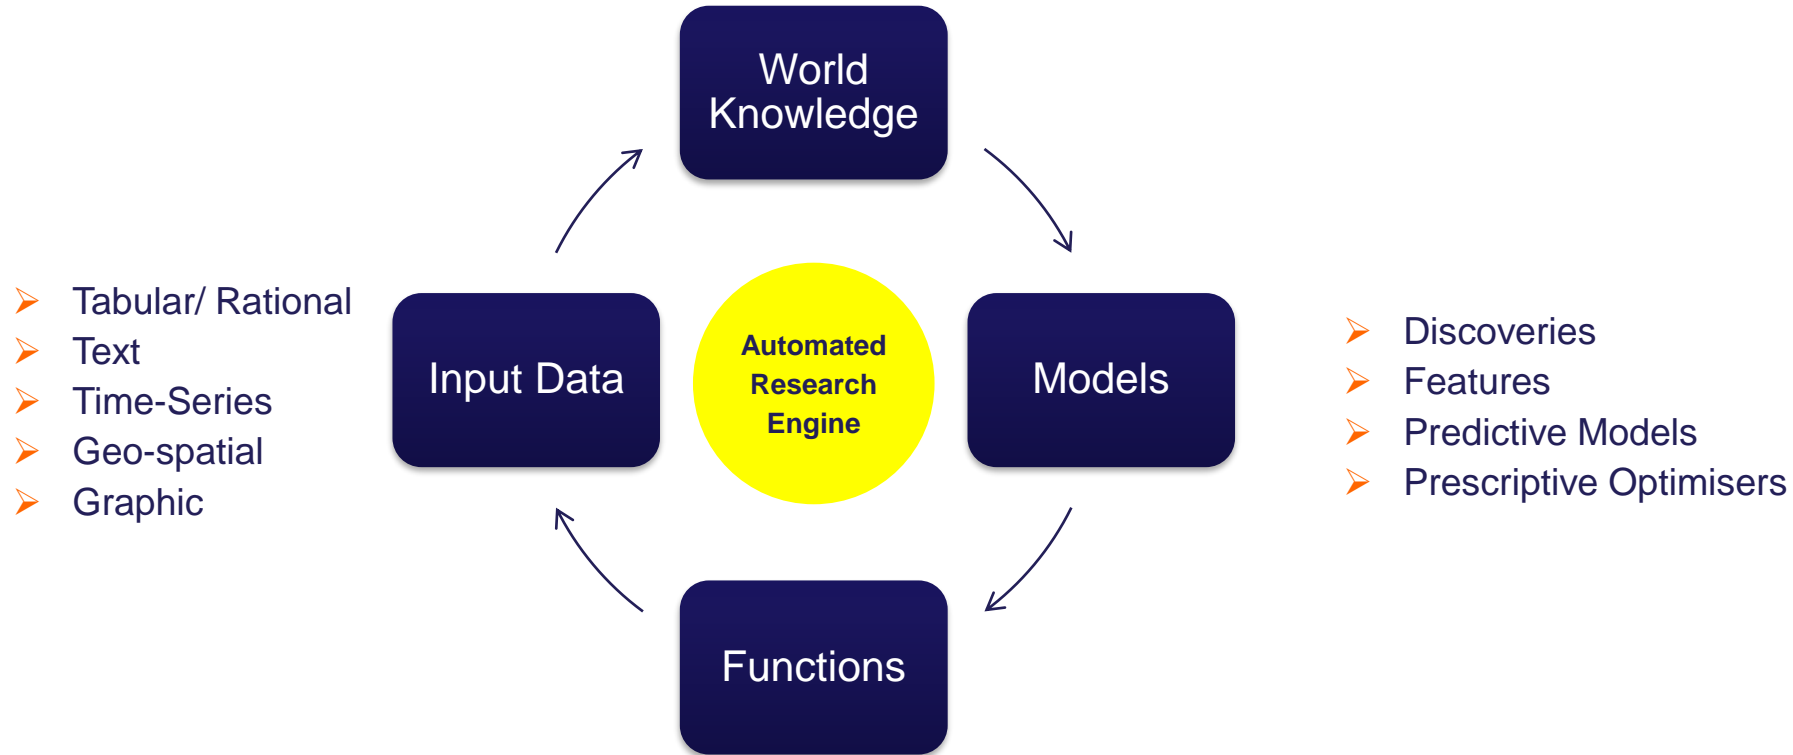 World
Knowledge
Tabular/ Rational
Text
Time-Series
Geo-spatial
Graphic
Input Data
Automated
Research
Engine
Models
Discoveries
Features
Predictive Models
Prescriptive Optimisers
Functions